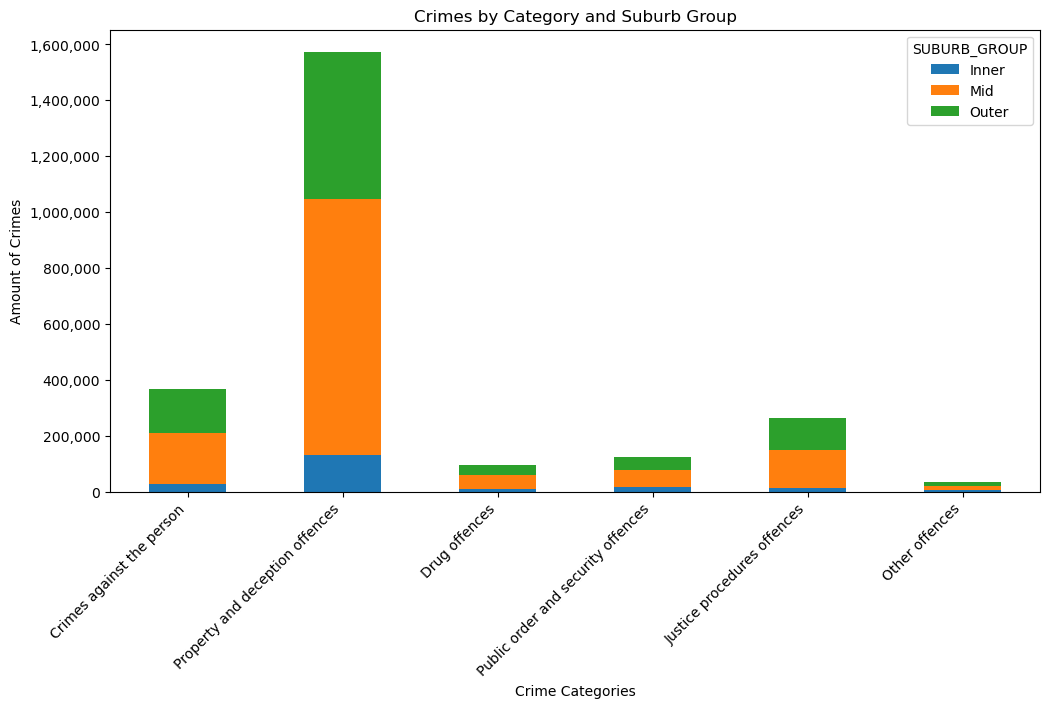 Crimes by Category and Suburb Group
SUBURB_GROUP
Inner
Mid
Outer
Amount of Crimes
1,600,000
1,400,000
1,200,000
1,000,000
800,000
600,000
400,000
200,000
0
Crimes against the person
Property and deception offences
Drug offences
Public order and security offences
Justice procedures offences
Other offences
Crime Categories